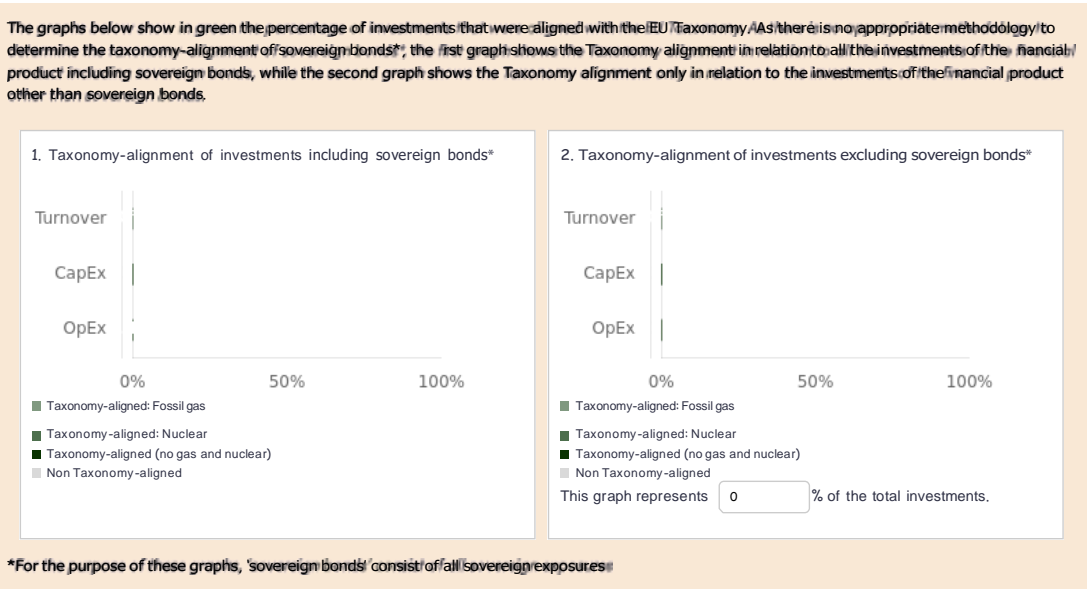 The graphs below show in green the percentage of investments that were aligned with the EU Taxonomy. As there is no appropriate methodology to
determine the taxonomy-alignment of sovereign bonds*, the first graph shows the Taxonomy alignment in relation to all the investments of the financial
product including sovereign bonds, while the second graph shows the Taxonomy alignment only in relation to the investments of the financial product
other than sovereign bonds.
1. Taxonomy-alignment of investments including sovereign bonds*
Turnover
CapEx
OpEx
0% 50% 100%
Taxonomy-aligned: Fossil gas
Taxonomy-aligned: Nuclear
Taxonomy-aligned (no gas and nuclear)
Non Taxonomy-aligned
2. Taxonomy-alignment of investments excluding sovereign bonds*
Turnover
CapEx
OpEx
0% 50% 100%
Taxonomy-aligned: Fossil gas
Taxonomy-aligned: Nuclear
Taxonomy-aligned (no gas and nuclear)
Non Taxonomy-aligned
This graph represents 0 % of the total investments.
*For the purpose of these graphs, 'sovereign bonds' consist of all sovereign exposures